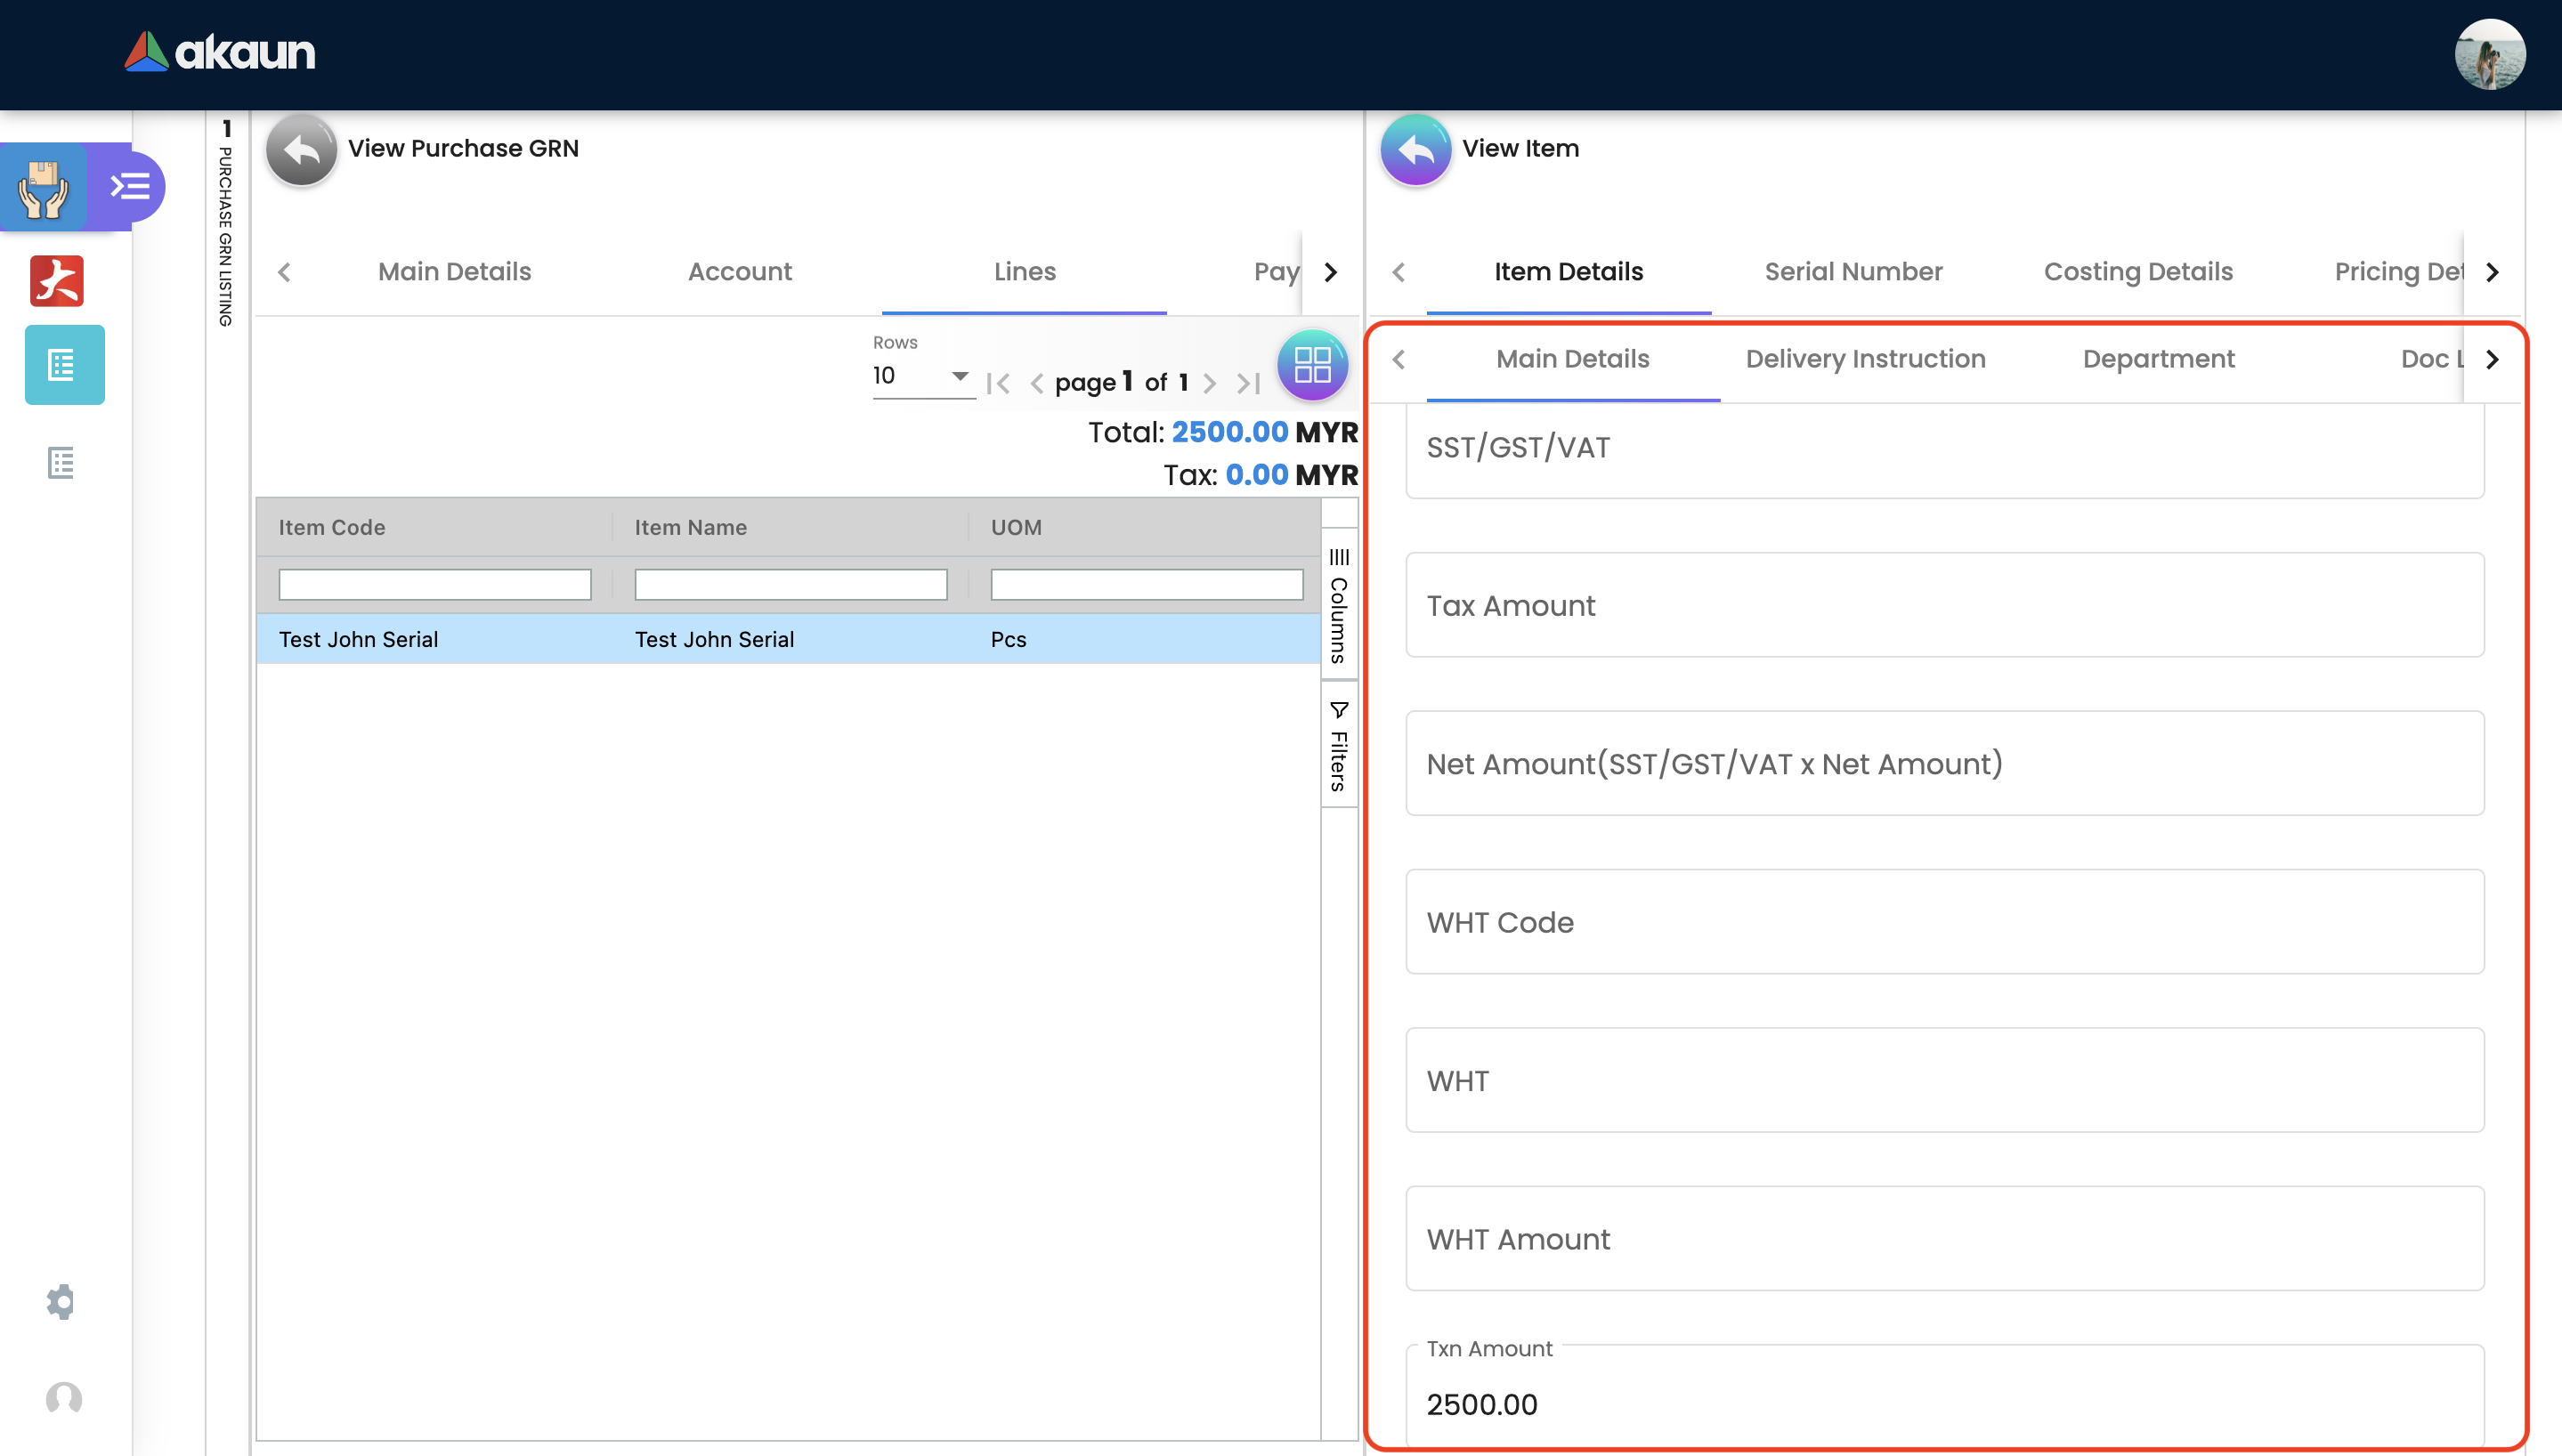 akaun
1 PURCHASE GRN LISTING
View Purchase GRN
Main Details Account Lines Pay
Rows
10
page 1 of 1
Total: 2500.00 MYR
Tax: 0.00 MYR
Item Code Item Name UOM
Test John Serial Test John Serial Pcs
Columns
Filters
View Item
Item Details Serial Number Costing Details Pricing Det
Main Details Delivery Instruction Department Doc L
SST/GST/VAT
Tax Amount
Net Amount(SST/GST/VAT x Net Amount)
WHT Code
WHT
WHT Amount
Txn Amount
2500.00